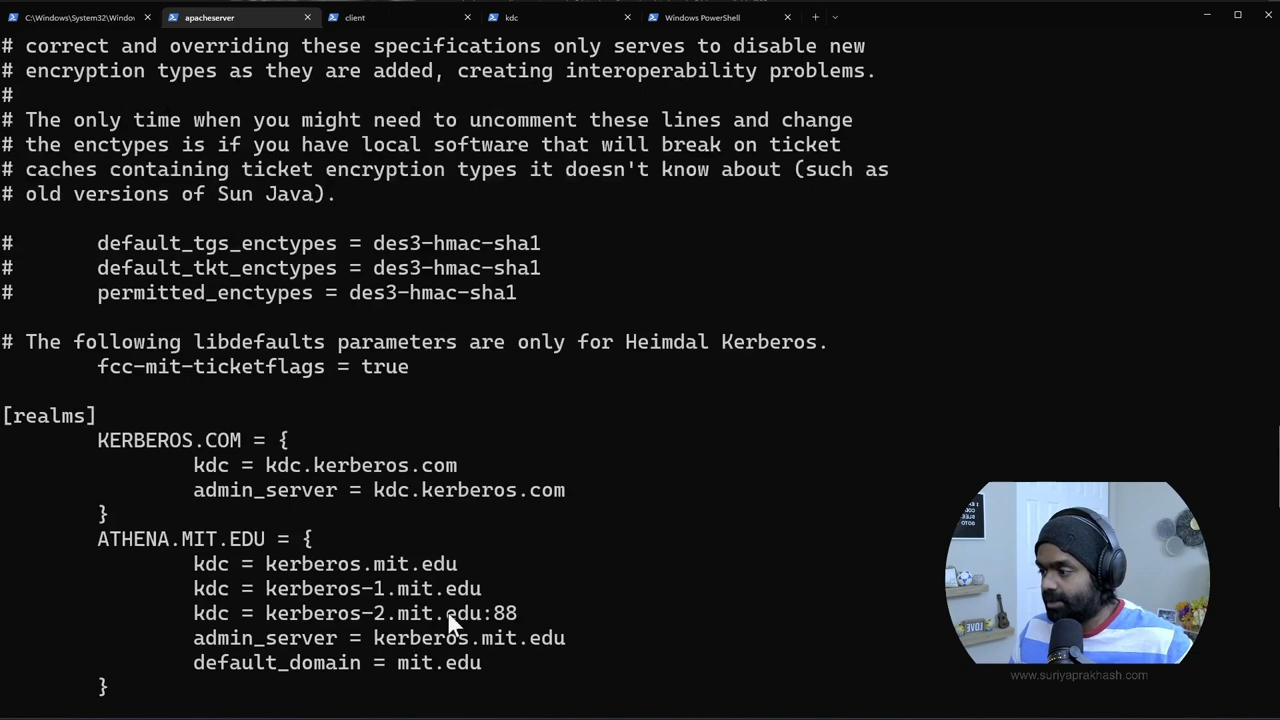 C:\Windows\System32\Windov
apacheserver
client
kdc
Windows PowerShell
# correct and overriding these specifications only serves to disable new
# encryption types as they are added, creating interoperability problems.
#
# The only time when you might need to uncomment these lines and change
# the enctypes is if you have local software that will break on ticket
# caches containing ticket encryption types it doesn't know about (such as
# old versions of Sun Java).
# default_tgs_enctypes = des3-hmac-sha1
# default_tkt_enctypes = des3-hmac-sha1
# permitted_enctypes = des3-hmac-sha1
# The following libdefaults parameters are only for Heimdal Kerberos.
fcc-mit-ticketflags = true
[realms]
KERBEROS.COM = {
kdc = kdc.kerberos.com
admin_server = kdc.kerberos.com
}
ATHENA.MIT.EDU = {
kdc = kerberos.mit.edu
kdc = kerberos-1.mit.edu
kdc = kerberos-2.mit.edu:88
admin_server = kerberos.mit.edu
default_domain = mit.edu
}
LOVE
www.suriyaprakhash.com